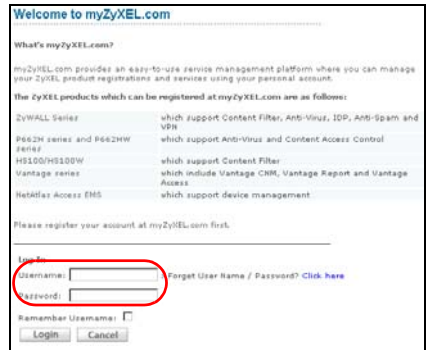 Welcome to myZyXEL.com
What's myZyXEL.com?
myZyXEL.com provides an easy-to-use service management platform where you can manage
your ZyXEL product registrations and services using your personal account.
The ZyXEL products which can be registered at myZyXEL.com are as follows:
ZyWALL Series which support Content Filter, Anti-Virus, IDP, Anti-Spam and
VPN
P662H series and P662HW which support Anti-Virus and Content Access Control
series
HS100/HS100W which support Content Filter
Vantage series which include Vantage CNM, Vantage Report and Vantage
Access
NetAtlas Access EMS which support device management
Please register your account at myZyXEL.com first.
Log In
Username: / Forget User Name / Password? Click here
Password:
Remember Username:
Login Cancel